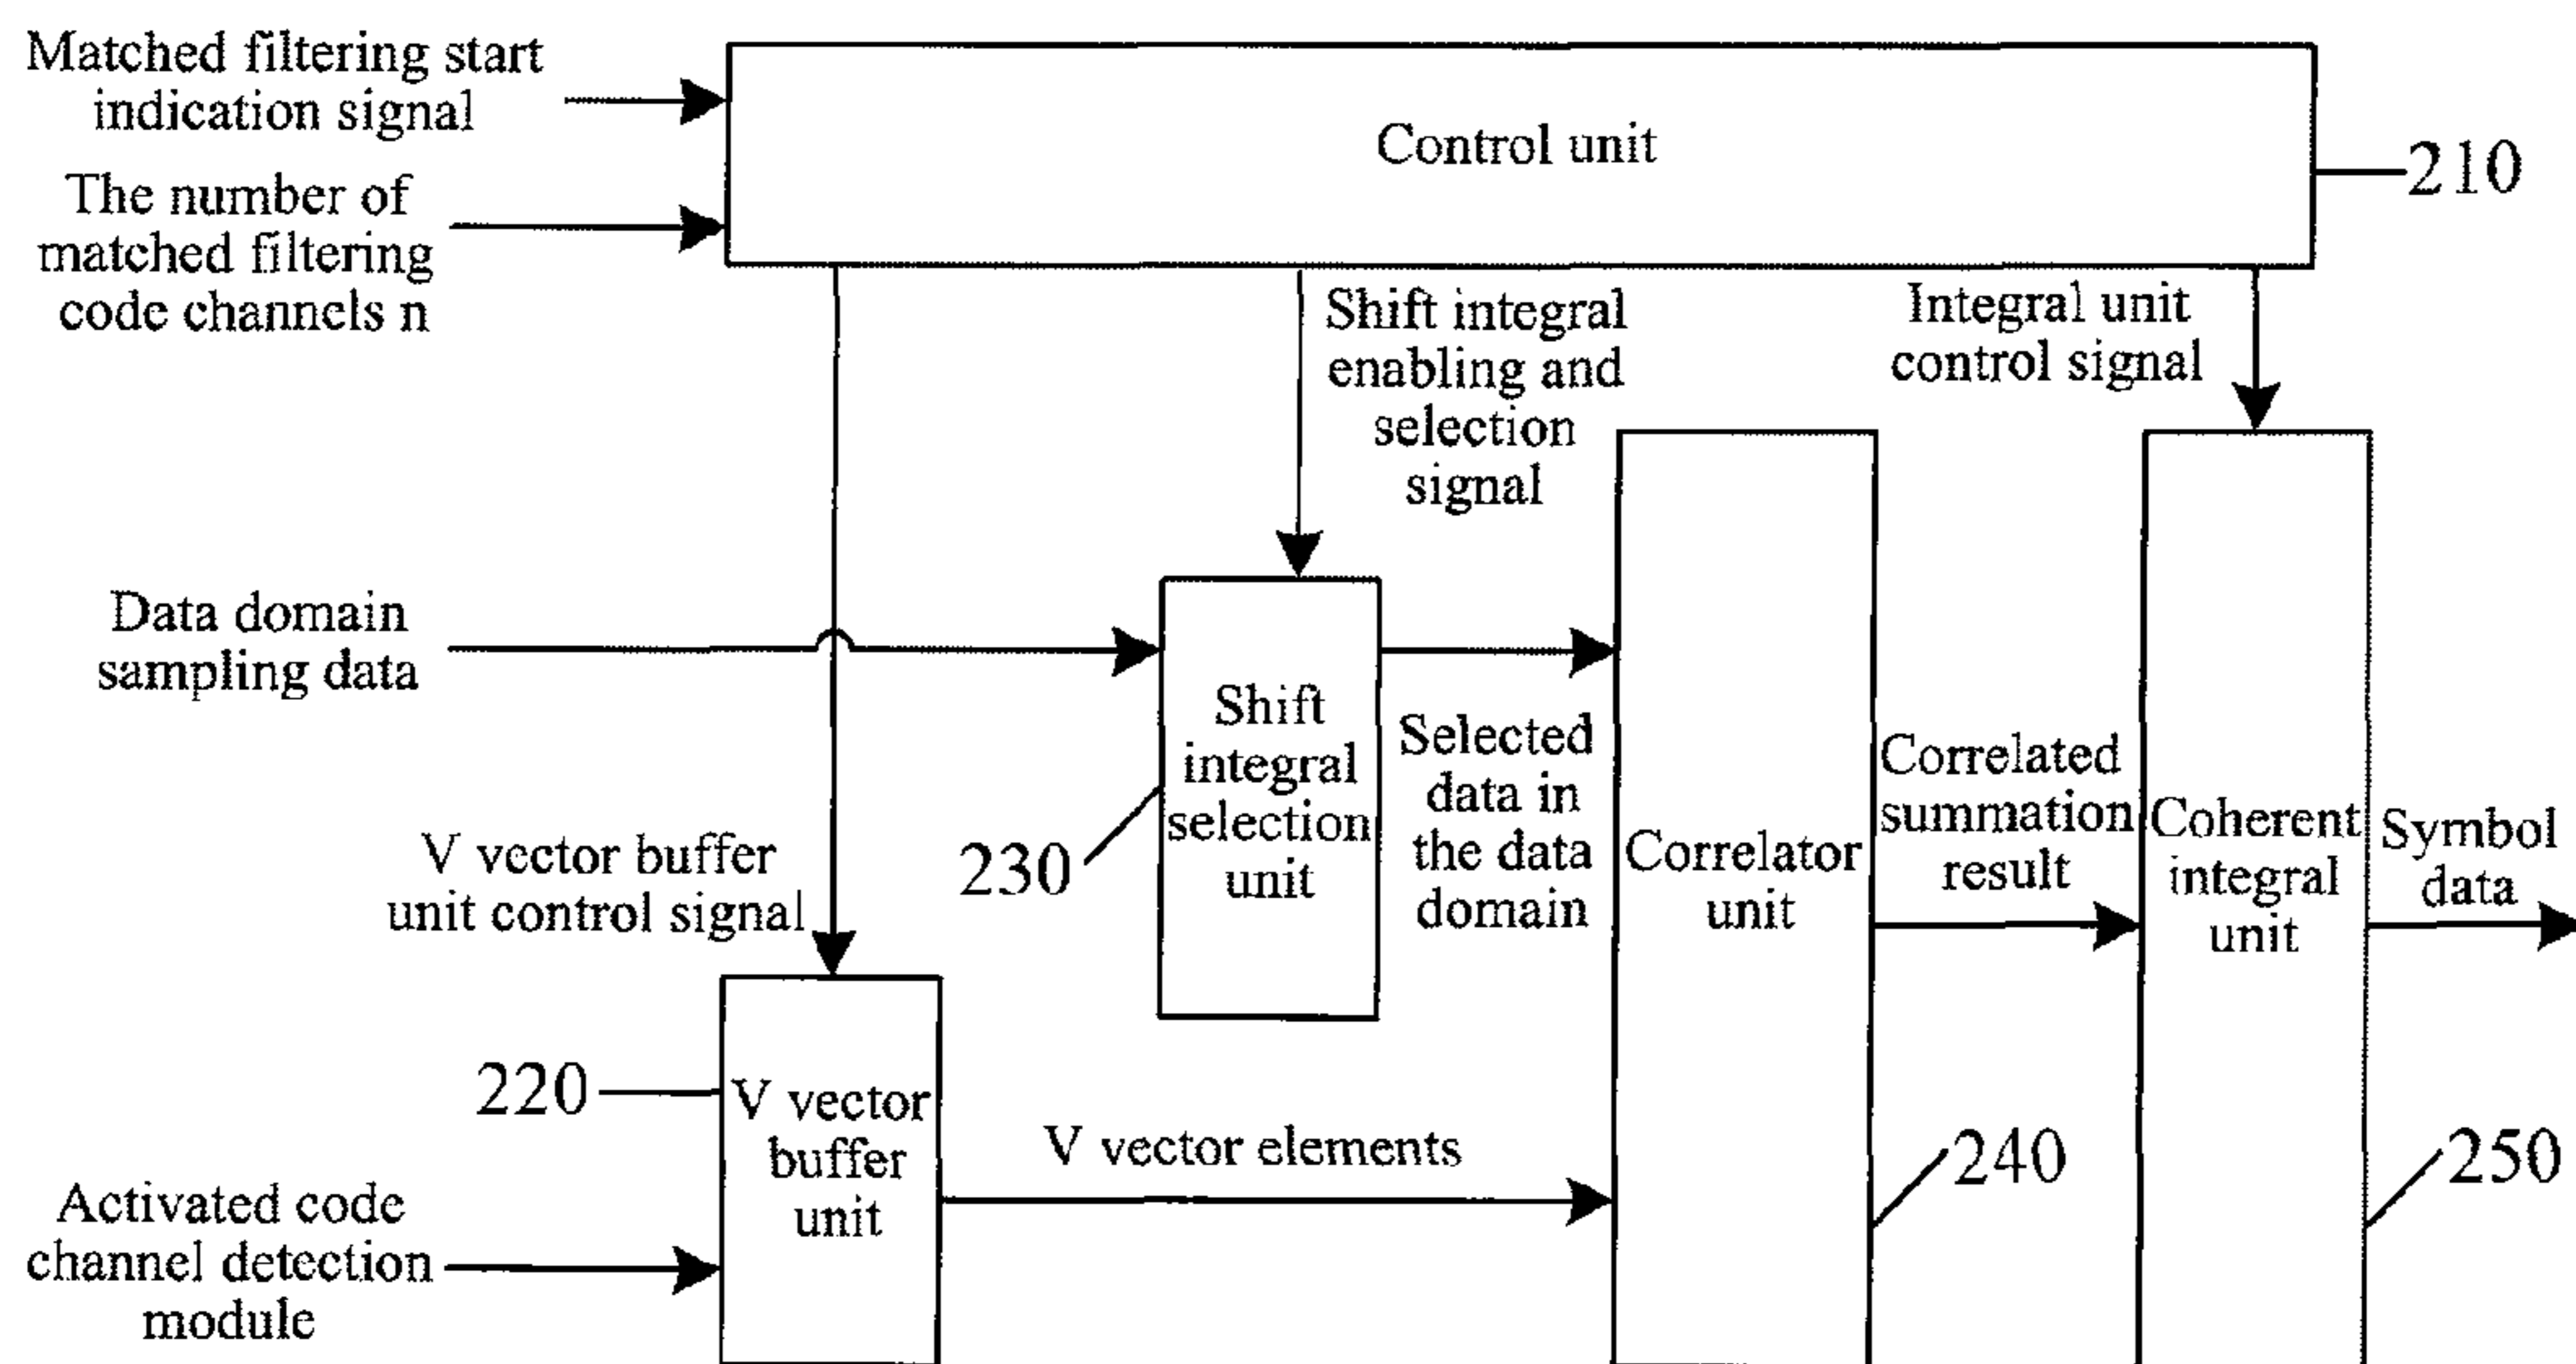 Matched filtering start
indication signal
The number of
matched filtering
code channels n
Control unit
210
Shift integral
enabling and
selection
signal
Integral unit
control signal
Data domain
sampling data
Shift
integral
selection
unit
230
Selected
data in
the data
domain
Correlator
unit
Correlated
summation
result
Coherent
integral
unit
Symbol
data
V vector buffer
unit control signal
220
V vector
buffer
unit
V vector elements
240
250
Activated code
channel detection
module